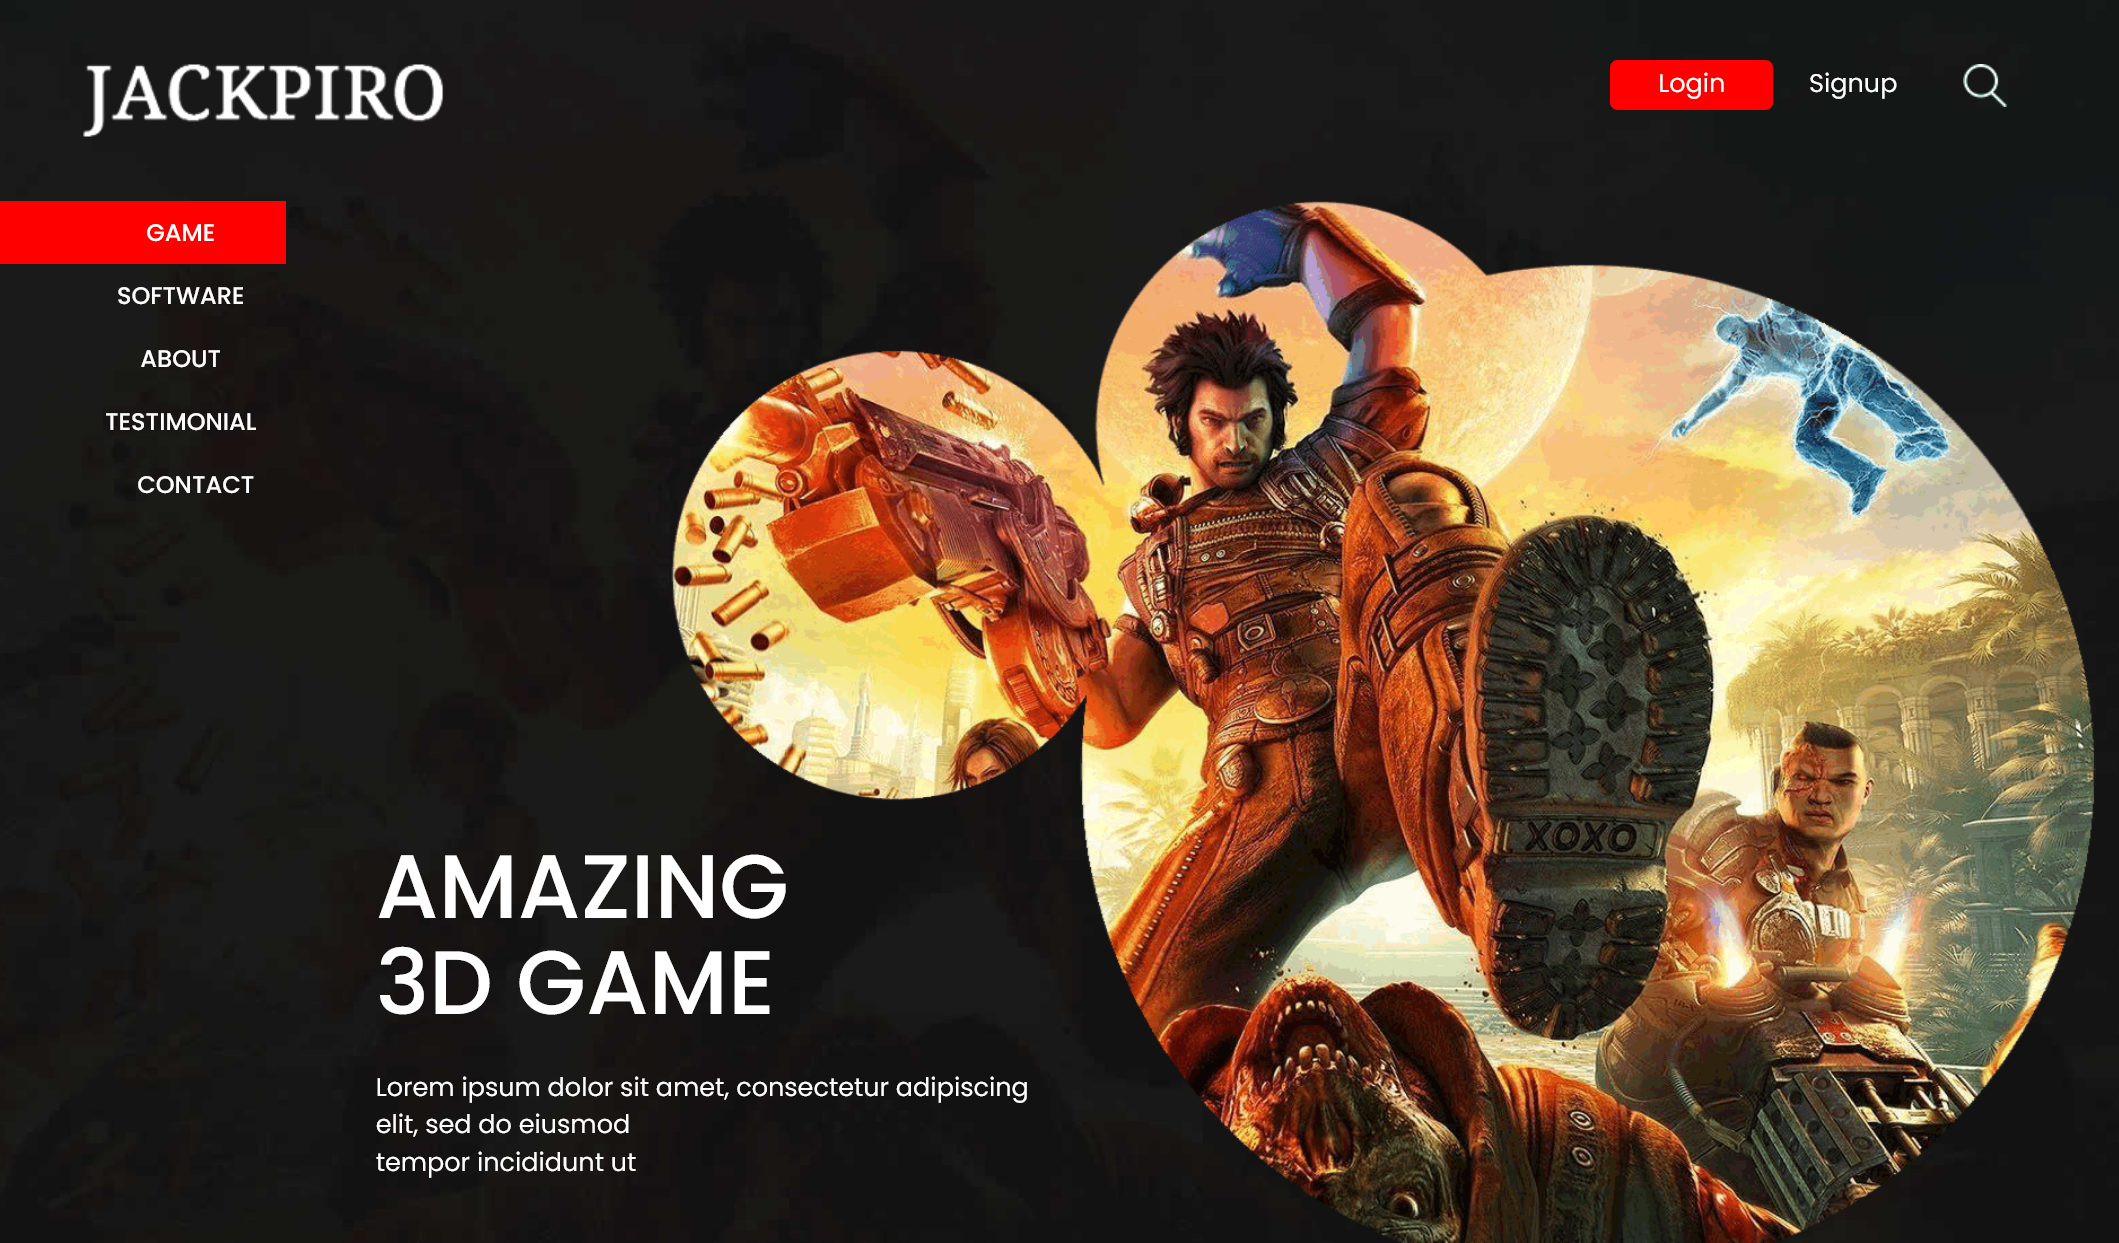 JACKPIRO
Login
Signup
GAME
SOFTWARE
ABOUT
TESTIMONIAL
CONTACT
XOXO
AMAZING
3D GAME
Lorem ipsum dolor sit amet, consectetur adipiscing
elit, sed do eiusmod
tempor incididunt ut